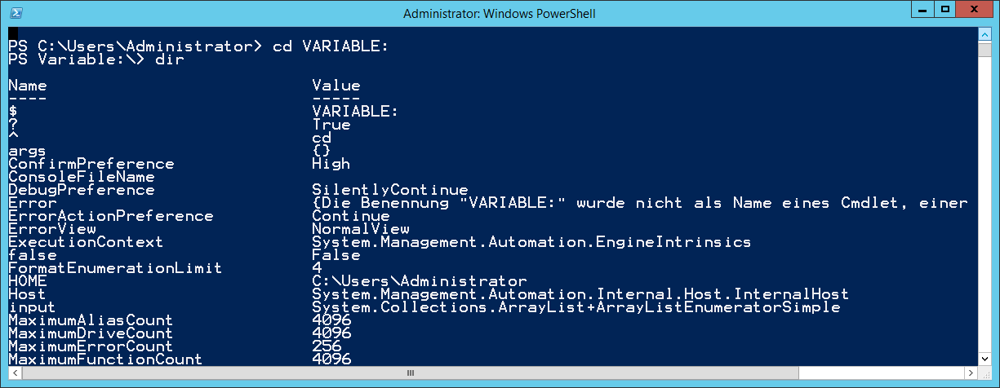 Administrator: Windows PowerShell
PS C:\Users\Administrator> cd VARIABLE:
PS Variable:\> dir
Name                           Value
----                           -----
$                              VARIABLE:
?                              True
^                              cd
args                           {}
ConfirmPreference              High
ConsoleFileName
DebugPreference                SilentlyContinue
Error                          {Die Benennung "VARIABLE:" wurde nicht als Name eines Cmdlet, einer
ErrorActionPreference          Continue
ErrorView                      NormalView
ExecutionContext               System.Management.Automation.EngineIntrinsics
false                          False
FormatEnumerationLimit         4
HOME                           C:\Users\Administrator
Host                           System.Management.Automation.Internal.Host.InternalHost
input                          System.Collections.ArrayList+ArrayListEnumeratorSimple
MaximumAliasCount              4096
MaximumDriveCount              4096
MaximumErrorCount              256
MaximumFunctionCount           4096